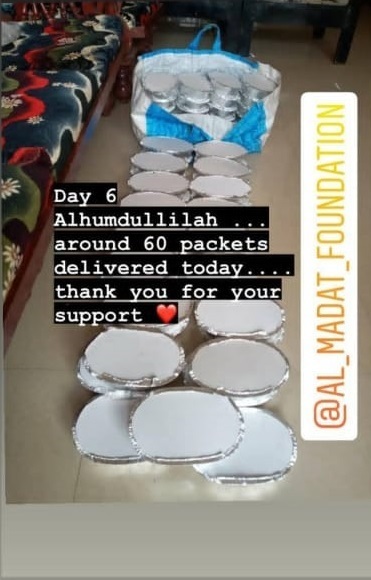 Day 6
Alhumdullilah ...
around 60 packets
delivered today....
thank you for your
support ❤️
@AL_MADAT_FOUNDATION